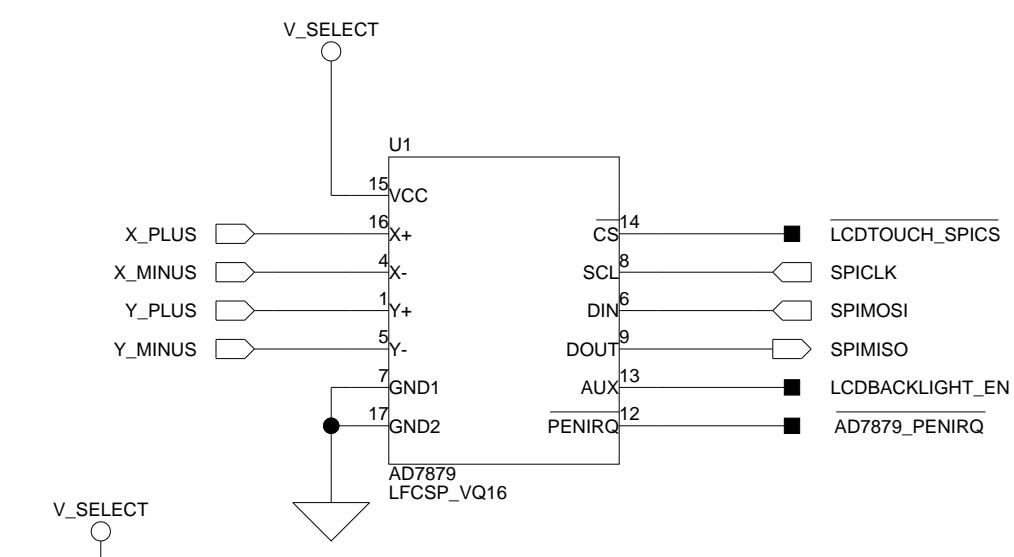 V_SELECT
U1
15 VCC
X_PLUS 16 X+ CS 14 LCDTOUCH_SPICS
X_MINUS 4 X- SCL 8 SPICLK
Y_PLUS 1 Y+ DIN 6 SPIMOSI
Y_MINUS 5 Y- DOUT 9 SPIMISO
7 GND1 AUX 13 LCDBACKLIGHT_EN
17 GND2 PENIRQ 12 AD7879_PENIRQ
AD7879
LFCSP_VQ16
V_SELECT